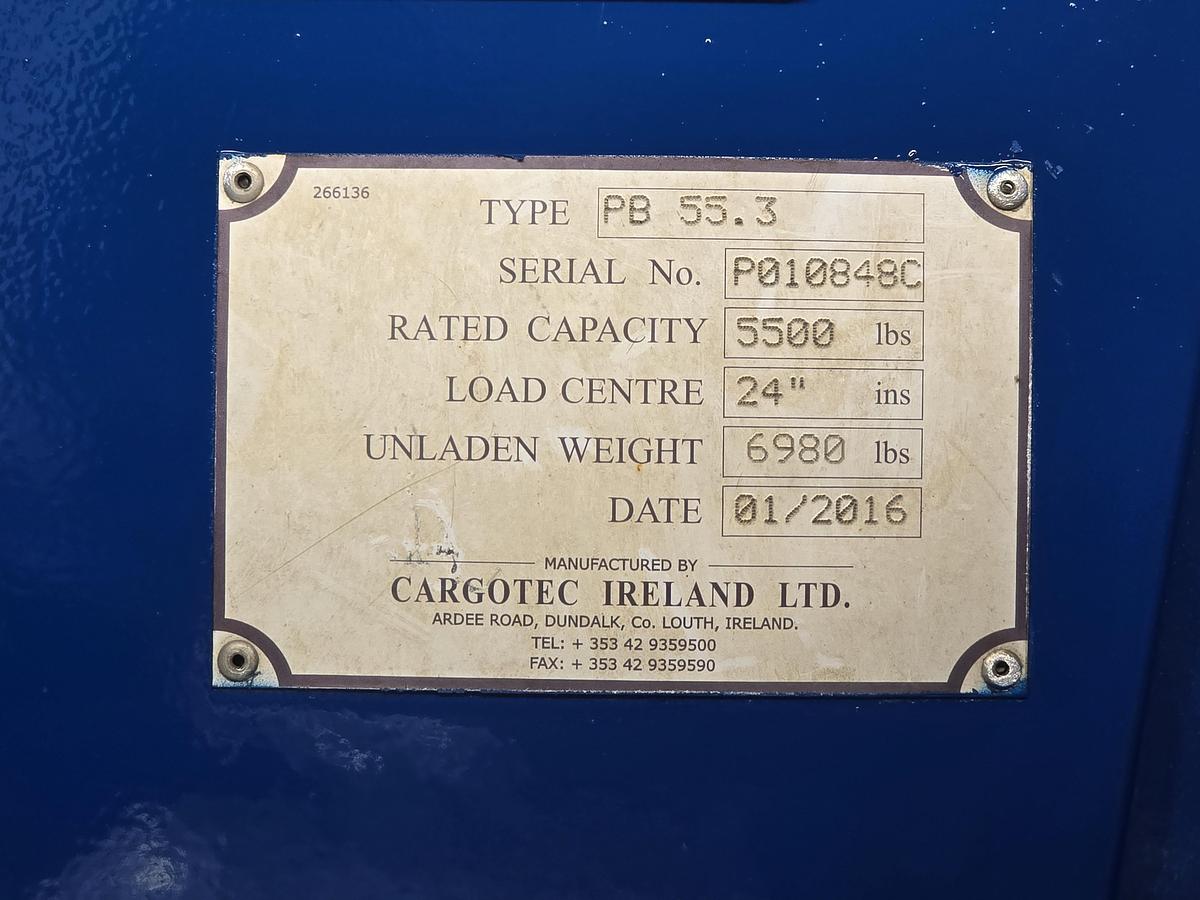 266136
TYPE PB 55.3
SERIAL No. P010848C
RATED CAPACITY 5500 lbs
LOAD CENTRE 24" ins
UNLADEN WEIGHT 6980 lbs
DATE 01/2016
MANUFACTURED BY
CARGOTEC IRELAND LTD.
ARDEE ROAD, DUNDALK, Co. LOUTH, IRELAND.
TEL: + 353 42 9359500
FAX: + 353 42 9359590